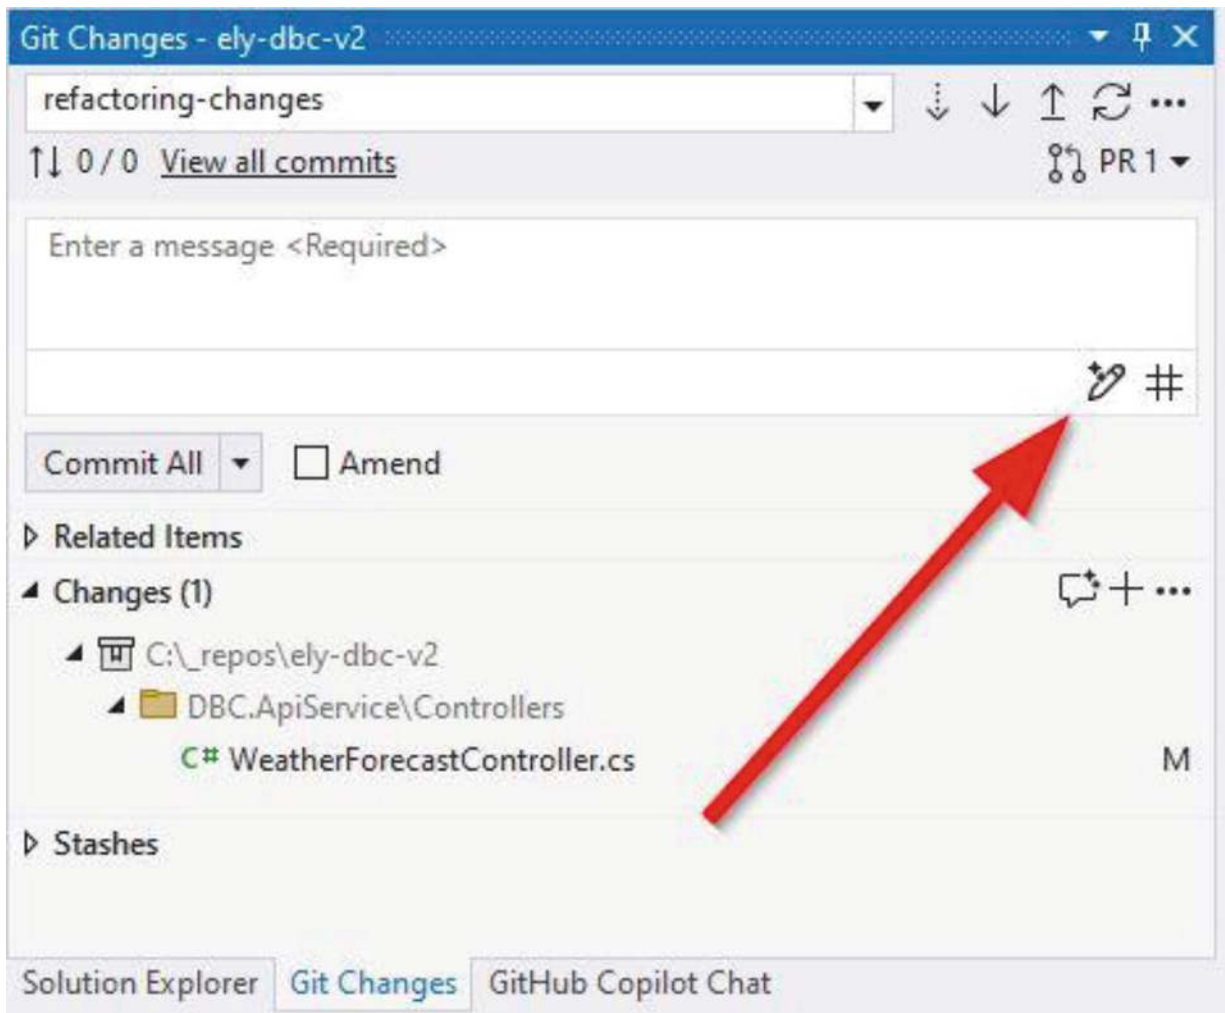 Git Changes - ely-dbc-v2
refactoring-changes
0 / 0 View all commits
PR 1
Enter a message <Required>
Commit All
Amend
Related Items
Changes (1)
C:\_repos\ely-dbc-v2
DBC.ApiService\Controllers
C# WeatherForecastController.cs M
Stashes
Solution Explorer Git Changes GitHub Copilot Chat